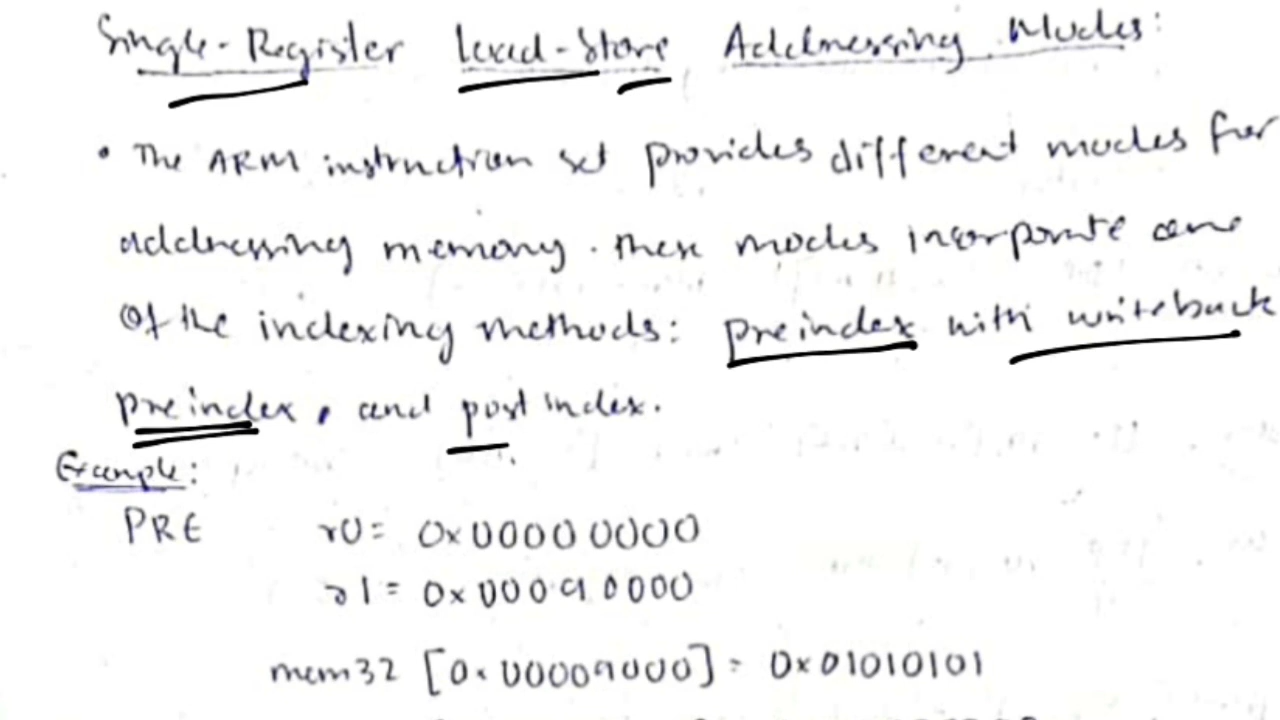 Single-Register Load-Store Addressing Modes:
• The ARM instruction set provides different modes for
addressing memory. These modes incorporate one
of the indexing methods: preindex with writeback
preindex, and post index.
Example:
PRE r0 = 0x00000000
r1 = 0x00090000
mem32 [0x00009000] = 0x01010101